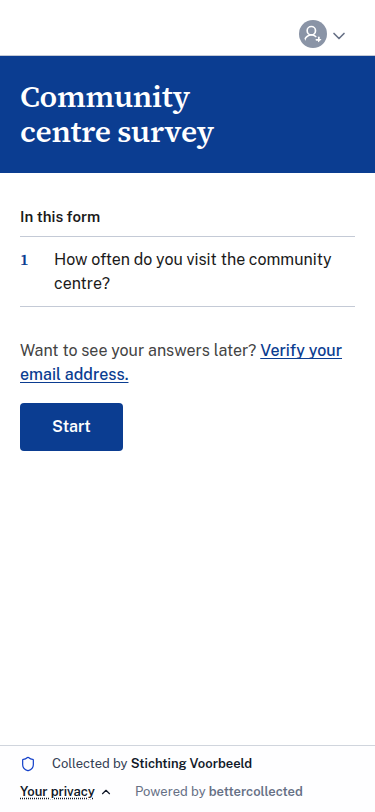 Community
centre survey
In this form
1 How often do you visit the community
centre?
Want to see your answers later? Verify your
email address.
Start
Collected by Stichting Voorbeeld
Your privacy Powered by bettercollected